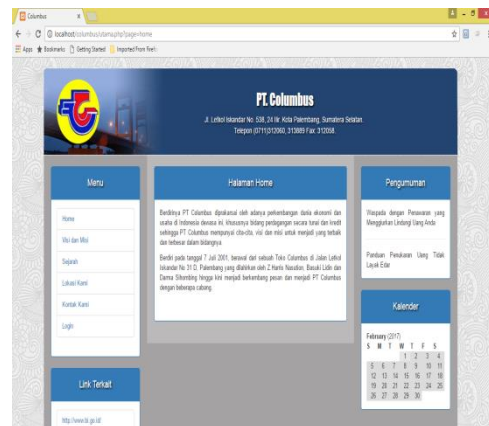 Columbus
localhost/columbus/utama.php?page=home
Apps Bookmarks Getting Started Imported From Firefo
PT. Columbus
Jl. Letkol Iskandar No. 538, 24 Ilir, Kota Palembang, Sumatera Selatan.
Telepon (0711)312060, 313889 Fax: 312058.
Menu
Home
Visi dan Misi
Sejarah
Lokasi Kami
Kontak Kami
Login
Link Terkait
http://www.bi.go.id/
Halaman Home
Berdirinya PT Columbus diprakarsai oleh adanya perkembangan dunia ekonomi dan
usaha di Indonesia dewasa ini, khususnya bidang perdagangan secara tunai dan kredit
sehingga PT Columbus mempunyai cita-cita, visi dan misi untuk menjadi yang terbaik
dan terbesar dalam bidangnya
Berdiri pada tanggal 7 Juli 2001, berawal dari sebuah Toko Columbus di Jalan Letkol
Iskandar No 31 D, Palembang yang dilahirkan oleh Z.Harris Nasution, Basuki Lidin dan
Darma Sihombing hingga kini menjadi berkembang pesan dan menjadi PT Columbus
dengan beberapa cabang.
Pengumuman
Waspada dengan Penawaran yang
Menggiurkan Lindungi Uang Anda
Panduan Penukaran Uang Tidak
Layak Edar
Kalender
February (2017)
S M T W T F S
1 2 3 4
5 6 7 8 9 10 11
12 13 14 15 16 17 18
19 20 21 22 23 24 25
26 27 28 29 30